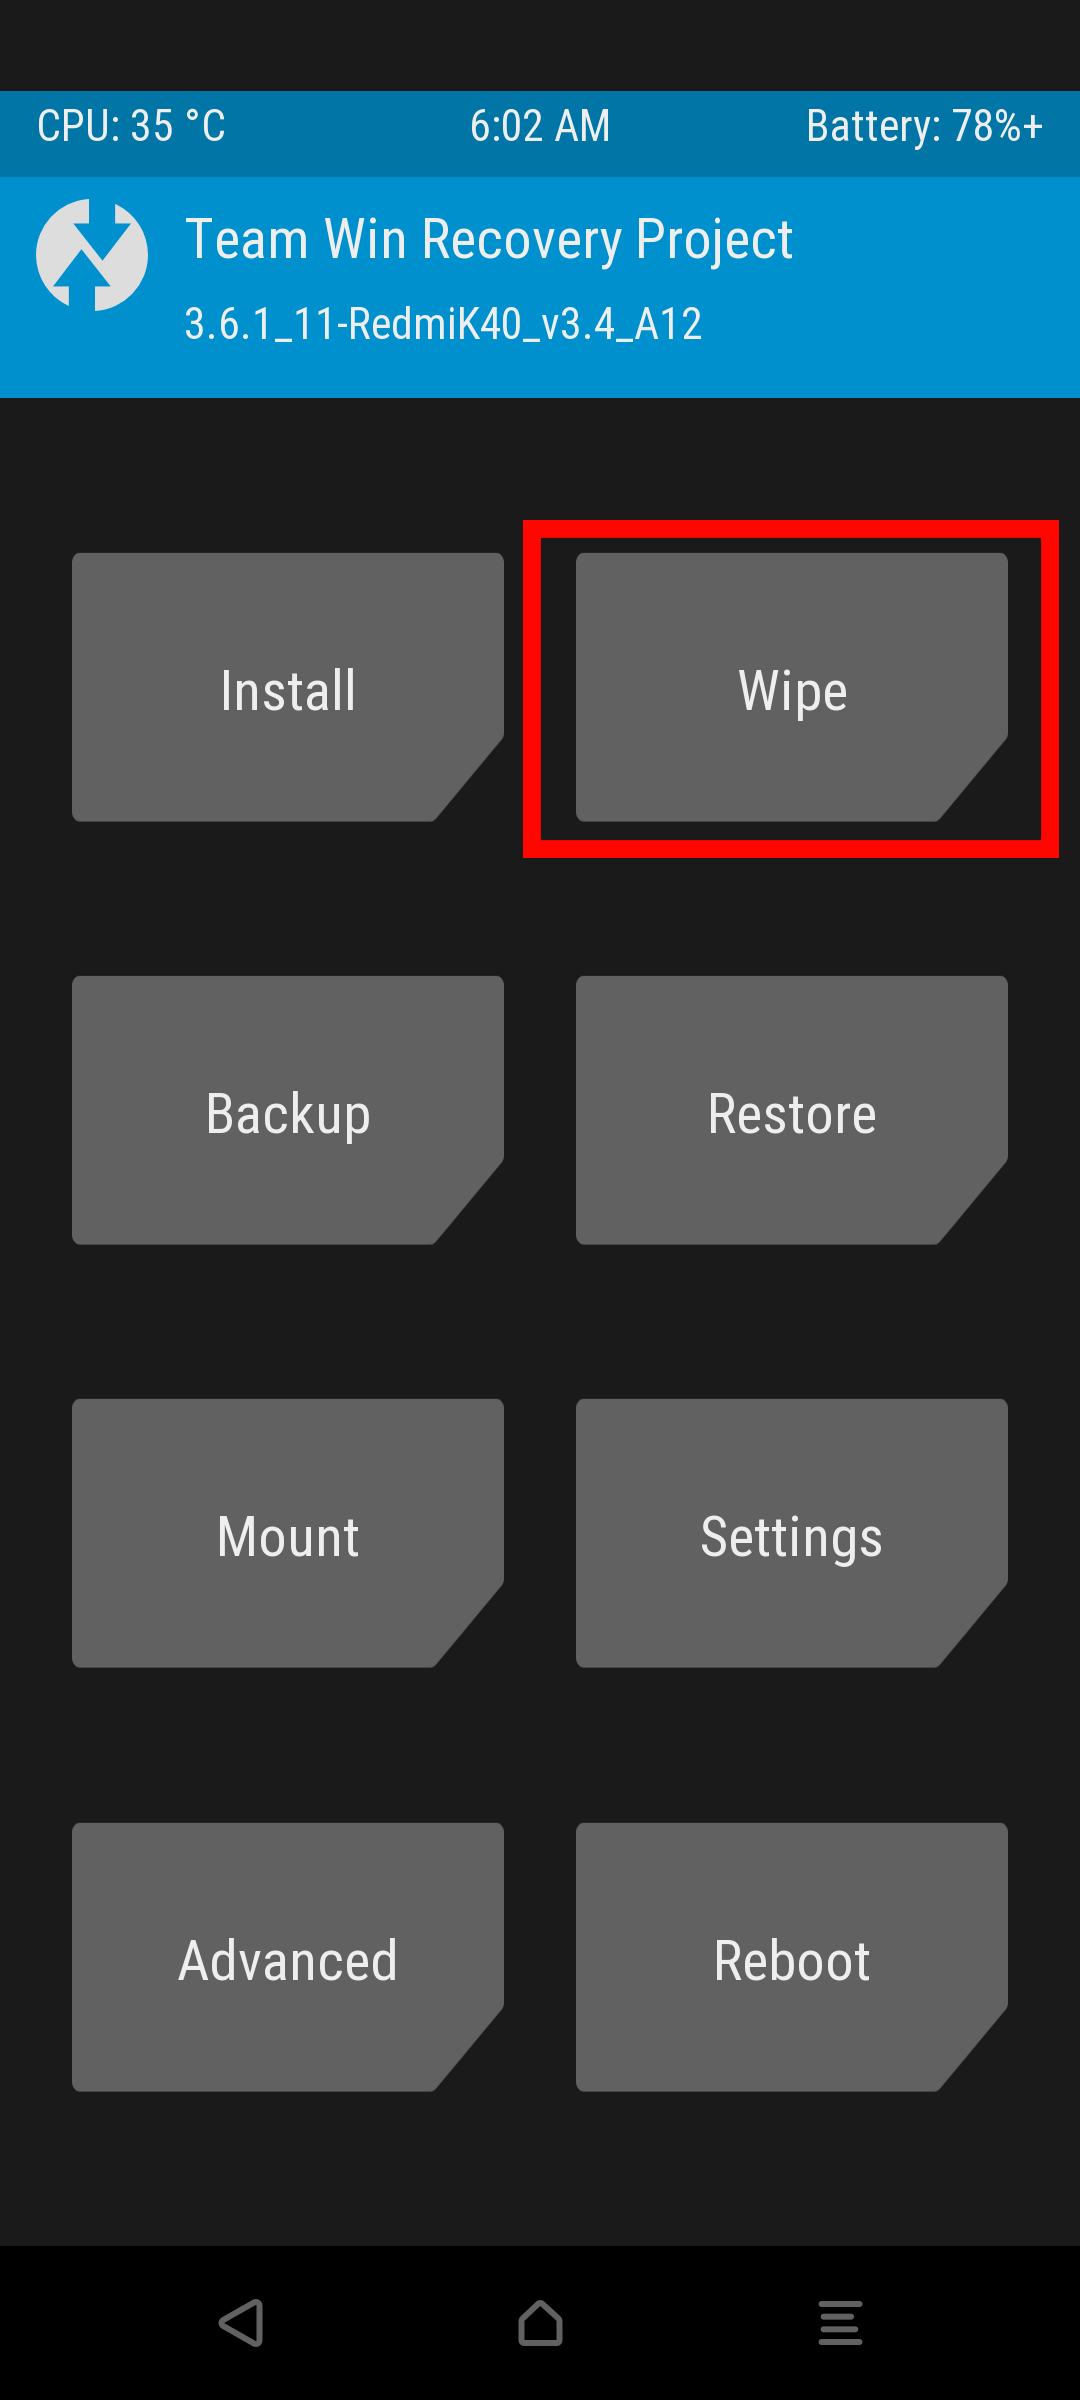 CPU: 35 °C 6:02 AM Battery: 78%+
Team Win Recovery Project
3.6.1_11-RedmiK40_v3.4_A12
Install Wipe
Backup Restore
Mount Settings
Advanced Reboot